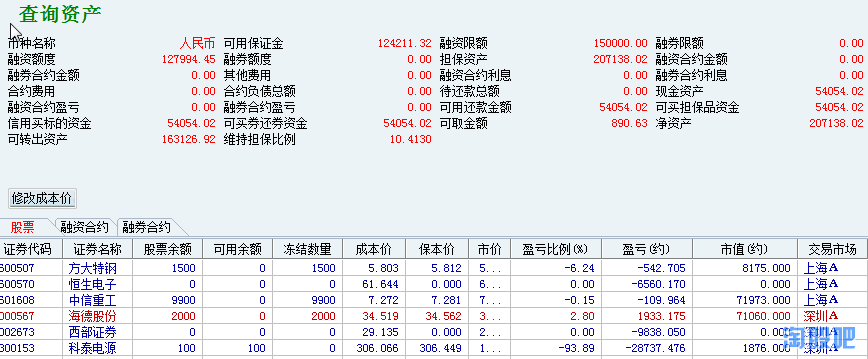 查询资产
币种名称 人民币 可用保证金 124211.32 融资限额 150000.00 融券限额 0.00
融资额度 127994.45 融券额度 0.00 担保资产 207138.02 融资合约金额 0.00
融券合约金额 0.00 其他费用 0.00 融资合约利息 0.00 融券合约利息 0.00
合约费用 0.00 合约负债总额 0.00 待还款总额 0.00 现金资产 54054.02
融资合约盈亏 0.00 融券合约盈亏 0.00 可用还款金额 54054.02 可买担保品资金 54054.02
信用买标的资金 54054.02 可买券还券资金 54054.02 可取金额 890.63 净资产 207138.02
可转出资产 163126.92 维持担保比例 10.4130
修改成本价
股票 融资合约 融券合约
证券代码 证券名称 股票余额 可用余额 冻结数量 成本价 保本价 市价 盈亏比例(%) 盈亏(约) 市值(约) 交易市场
600507 方大特钢 1500 0 1500 5.803 5.812 5... -6.24 -542.705 8175.000 上海A
600570 恒生电子 0 0 0 61.644 0.000 6... 0.00 -6560.170 0.000 上海A
601608 中信重工 9900 0 9900 7.272 7.281 7... -0.15 -109.964 71973.000 上海A
000567 海德股份 2000 0 2000 34.519 34.562 3... 2.80 1933.175 71060.000 深圳A
002673 西部证券 0 0 0 29.135 0.000 2... 0.00 -9838.050 0.000 深圳A
300153 科泰电源 100 100 0 306.066 306.449 1... -93.89 -28737.476 1876.000 深圳A
淘股吧